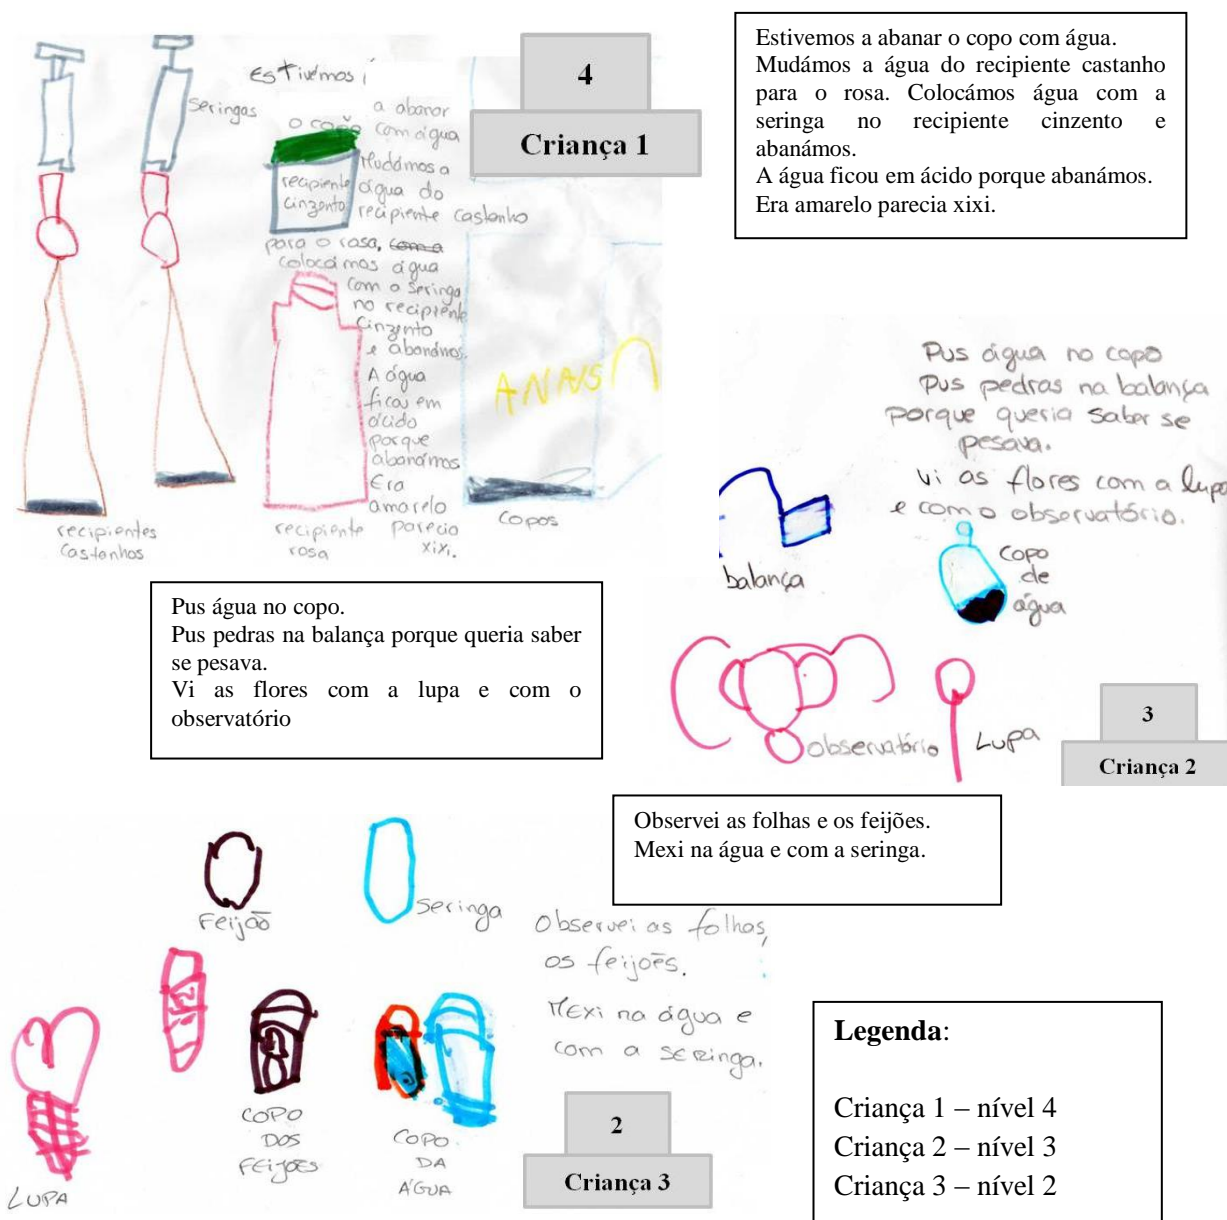 Estivémos
a abanar
o copo com água
Mudámos a
água do
recipiente castanho
para o rosa, com a
colocámos água
com a seringa
no recipiente
cinzento
e abanámos.
A água
ficou em
ácido
porque
abanámos
Era
amarelo
parecia
xixi.
seringas
recipiente
cinzento
recipientes
castanhos
recipiente
rosa
copos
ANAIS
4
Criança 1
Estivemos a abanar o copo com água.
Mudámos a água do recipiente castanho
para o rosa. Colocámos água com a
seringa no recipiente cinzento e
abanámos.
A água ficou em ácido porque abanámos.
Era amarelo parecia xixi.
Pus água no copo
Pus pedras na balança
porque queria saber se
pesava.
Vi as flores com a lupa
e com o observatório.
balança
copo
de
água
observatório
Lupa
3
Criança 2
Pus água no copo.
Pus pedras na balança porque queria saber
se pesava.
Vi as flores com a lupa e com o
observatório
Observei as folhas e os feijões.
Mexi na água e com a seringa.
Feijão
Seringa
Observei as folhas,
os feijões.
Mexi na água e
com a seringa.
LUPA
COPO
DOS
FEIJÕES
COPO
DA
ÁGUA
2
Criança 3
Legenda:
Criança 1 – nível 4
Criança 2 – nível 3
Criança 3 – nível 2